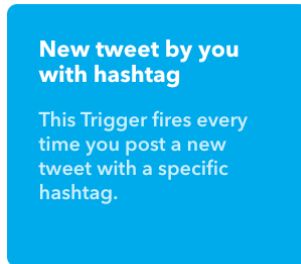 New tweet by you
with hashtag
This Trigger fires every
time you post a new
tweet with a specific
hashtag.